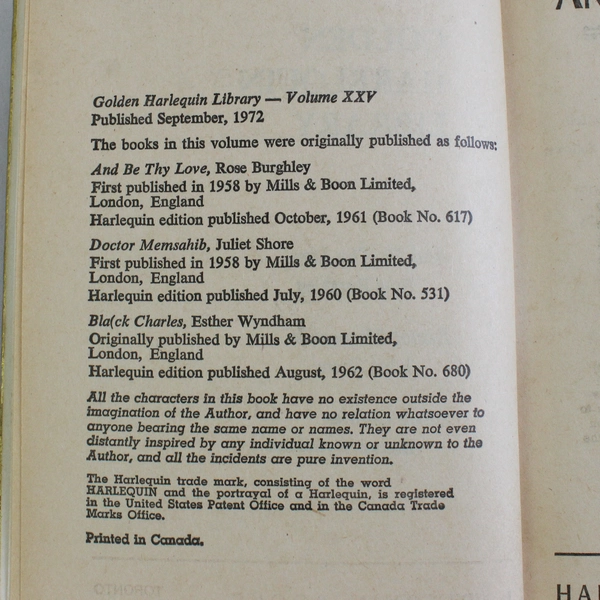 Golden Harlequin Library — Volume XXV
Published September, 1972
The books in this volume were originally published as follows:
And Be Thy Love, Rose Burghley
First published in 1958 by Mills & Boon Limited,
London, England
Harlequin edition published October, 1961 (Book No. 617)
Doctor Memsahib, Juliet Shore
First published in 1958 by Mills & Boon Limited,
London, England
Harlequin edition published July, 1960 (Book No. 531)
Bla(ck Charles, Esther Wyndham
Originally published by Mills & Boon Limited,
London, England
Harlequin edition published August, 1962 (Book No. 680)
All the characters in this book have no existence outside the
imagination of the Author, and have no relation whatsoever to
anyone bearing the same name or names. They are not even
distantly inspired by any individual known or unknown to the
Author, and all the incidents are pure invention.
The Harlequin trade mark, consisting of the word
HARLEQUIN and the portrayal of a Harlequin, is registered
in the United States Patent Office and in the Canada Trade
Marks Office.
Printed in Canada.